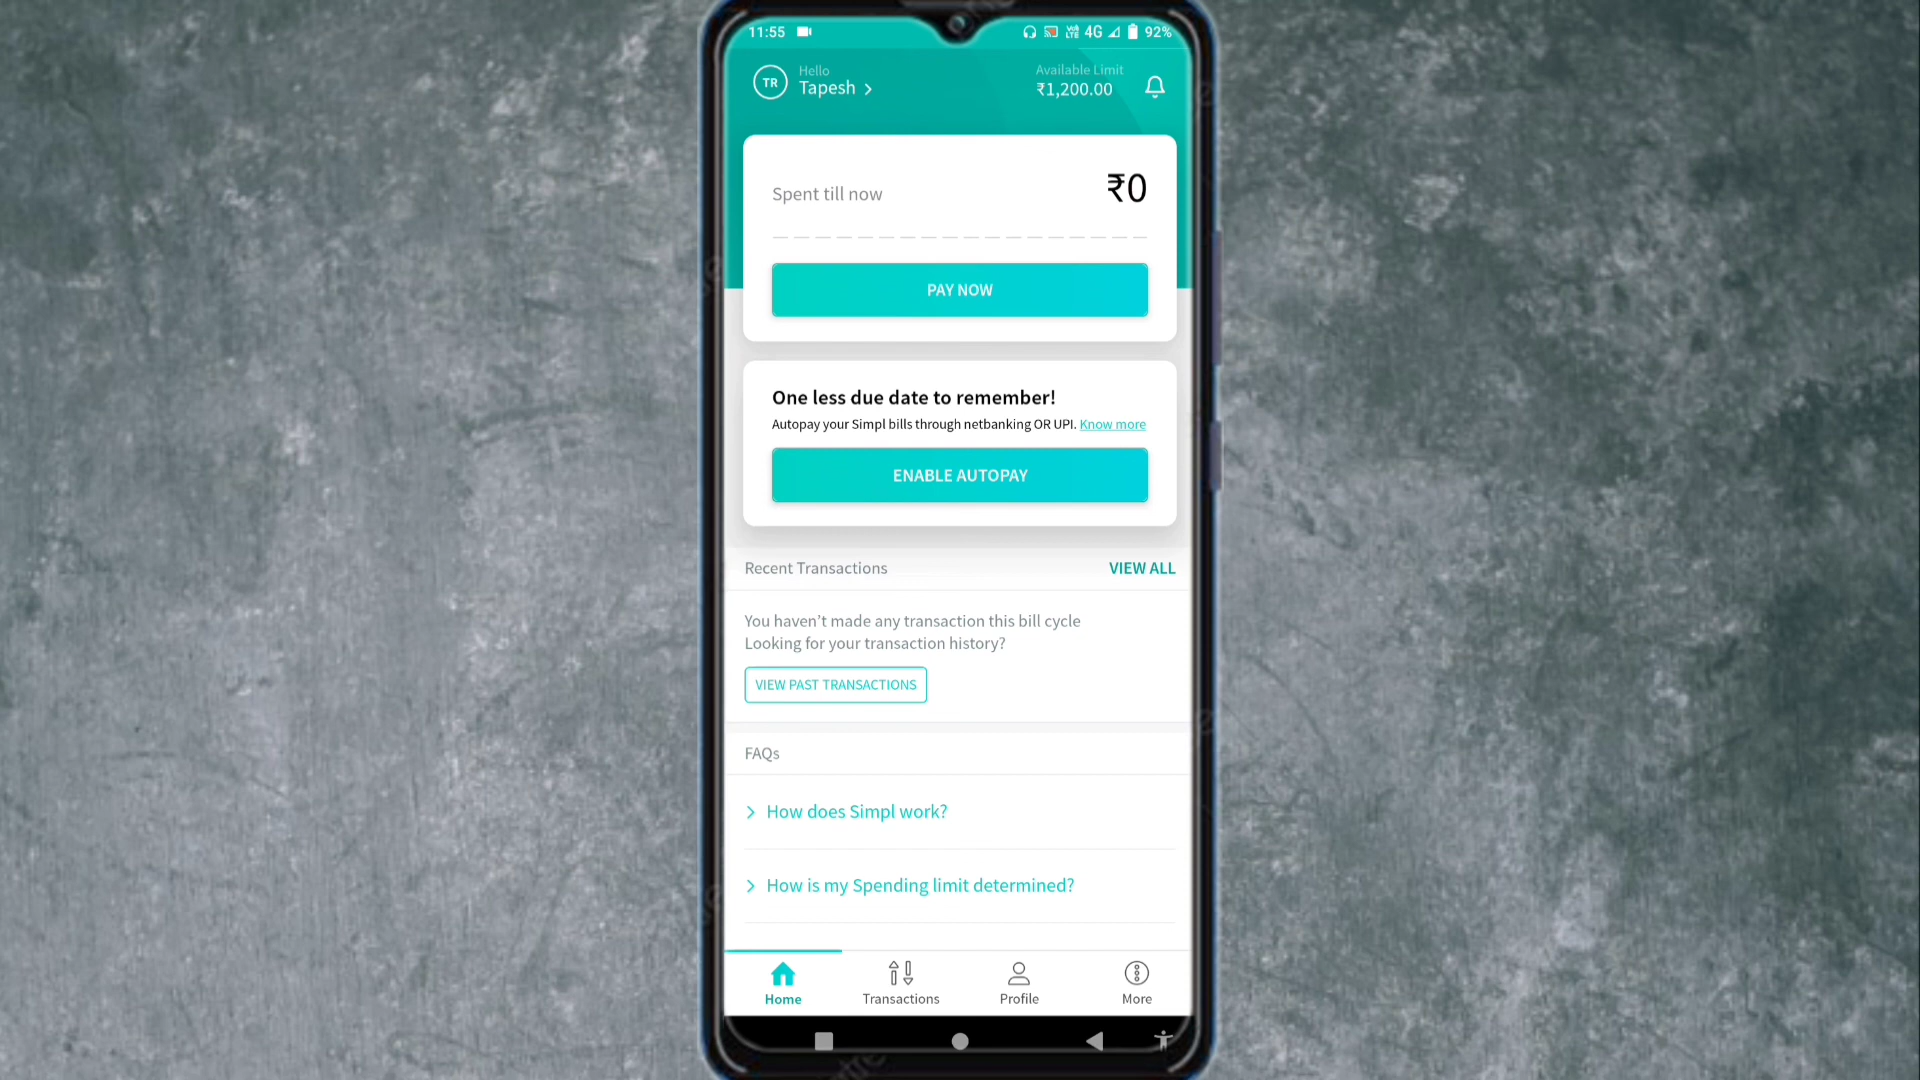 11:55
VoLTE 4G 92%
TR
Hello
Tapesh
Available Limit
₹1,200.00
Spent till now
₹0
PAY NOW
One less due date to remember!
Autopay your Simpl bills through netbanking OR UPI. Know more
ENABLE AUTOPAY
Recent Transactions
VIEW ALL
You haven't made any transaction this bill cycle
Looking for your transaction history?
VIEW PAST TRANSACTIONS
FAQs
How does Simpl work?
How is my Spending limit determined?
Home
Transactions
Profile
More